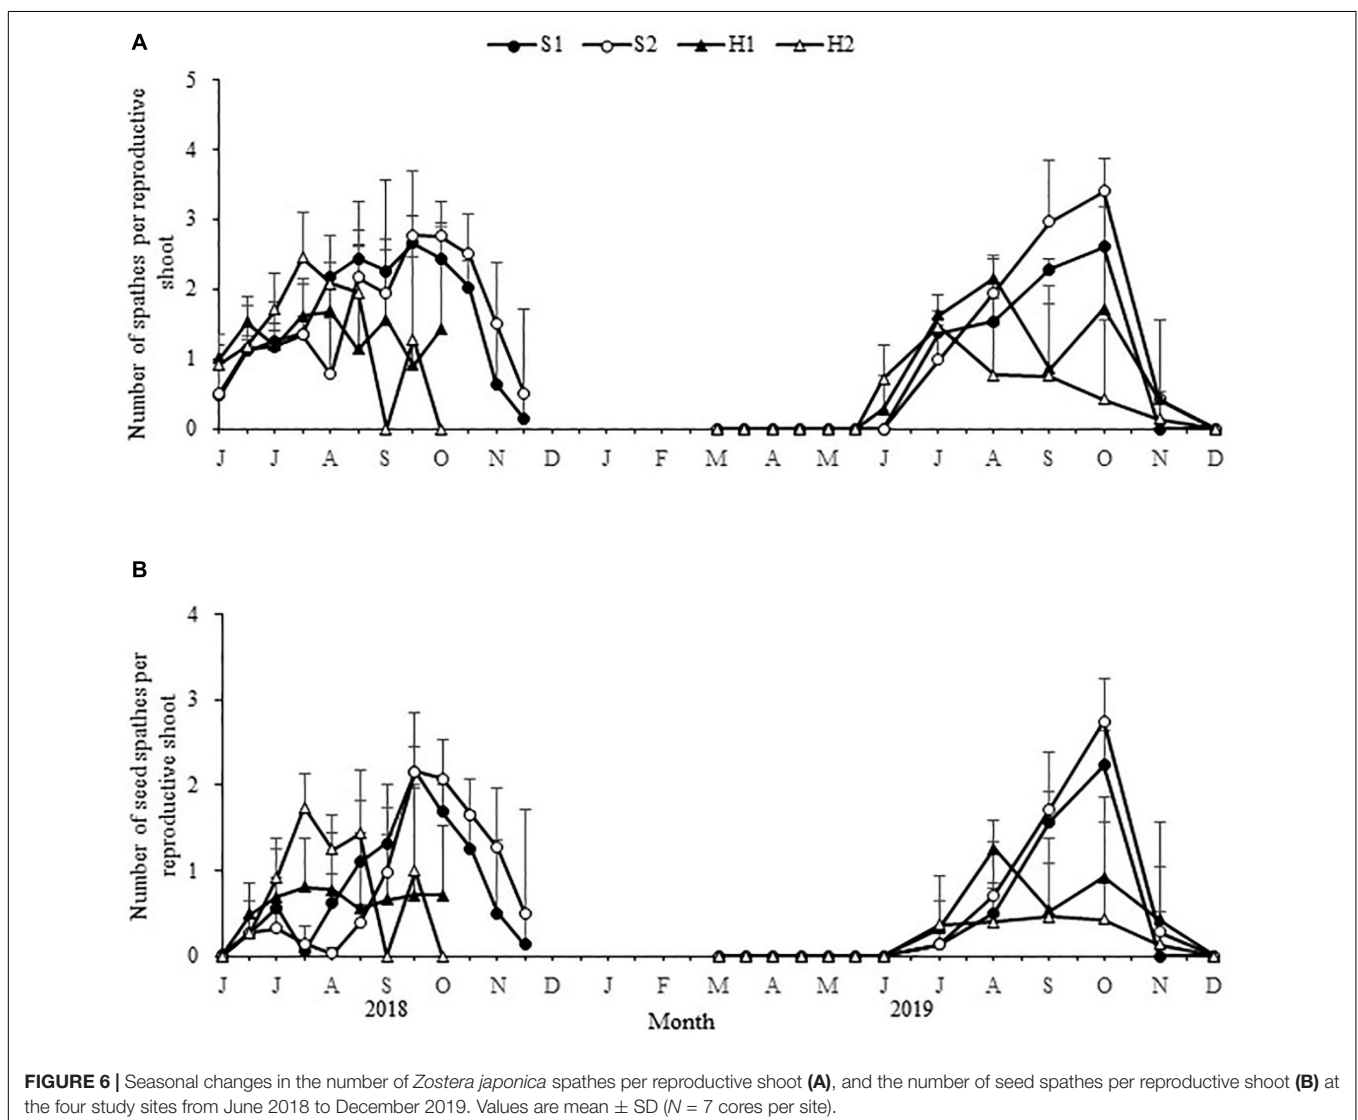 A
S1 S2 H1 H2
5
4
3
2
1
0
Number of spathes per reproductive
shoot
J J A S O N D J F M A M J J A S O N D
B
4
3
2
1
0
Number of seed spathes per
reproductive shoot
J J A S O N D J F M A M J J A S O N D
2018 2019
Month
FIGURE 6 | Seasonal changes in the number of Zostera japonica spathes per reproductive shoot (A), and the number of seed spathes per reproductive shoot (B) at
the four study sites from June 2018 to December 2019. Values are mean ± SD (N = 7 cores per site).